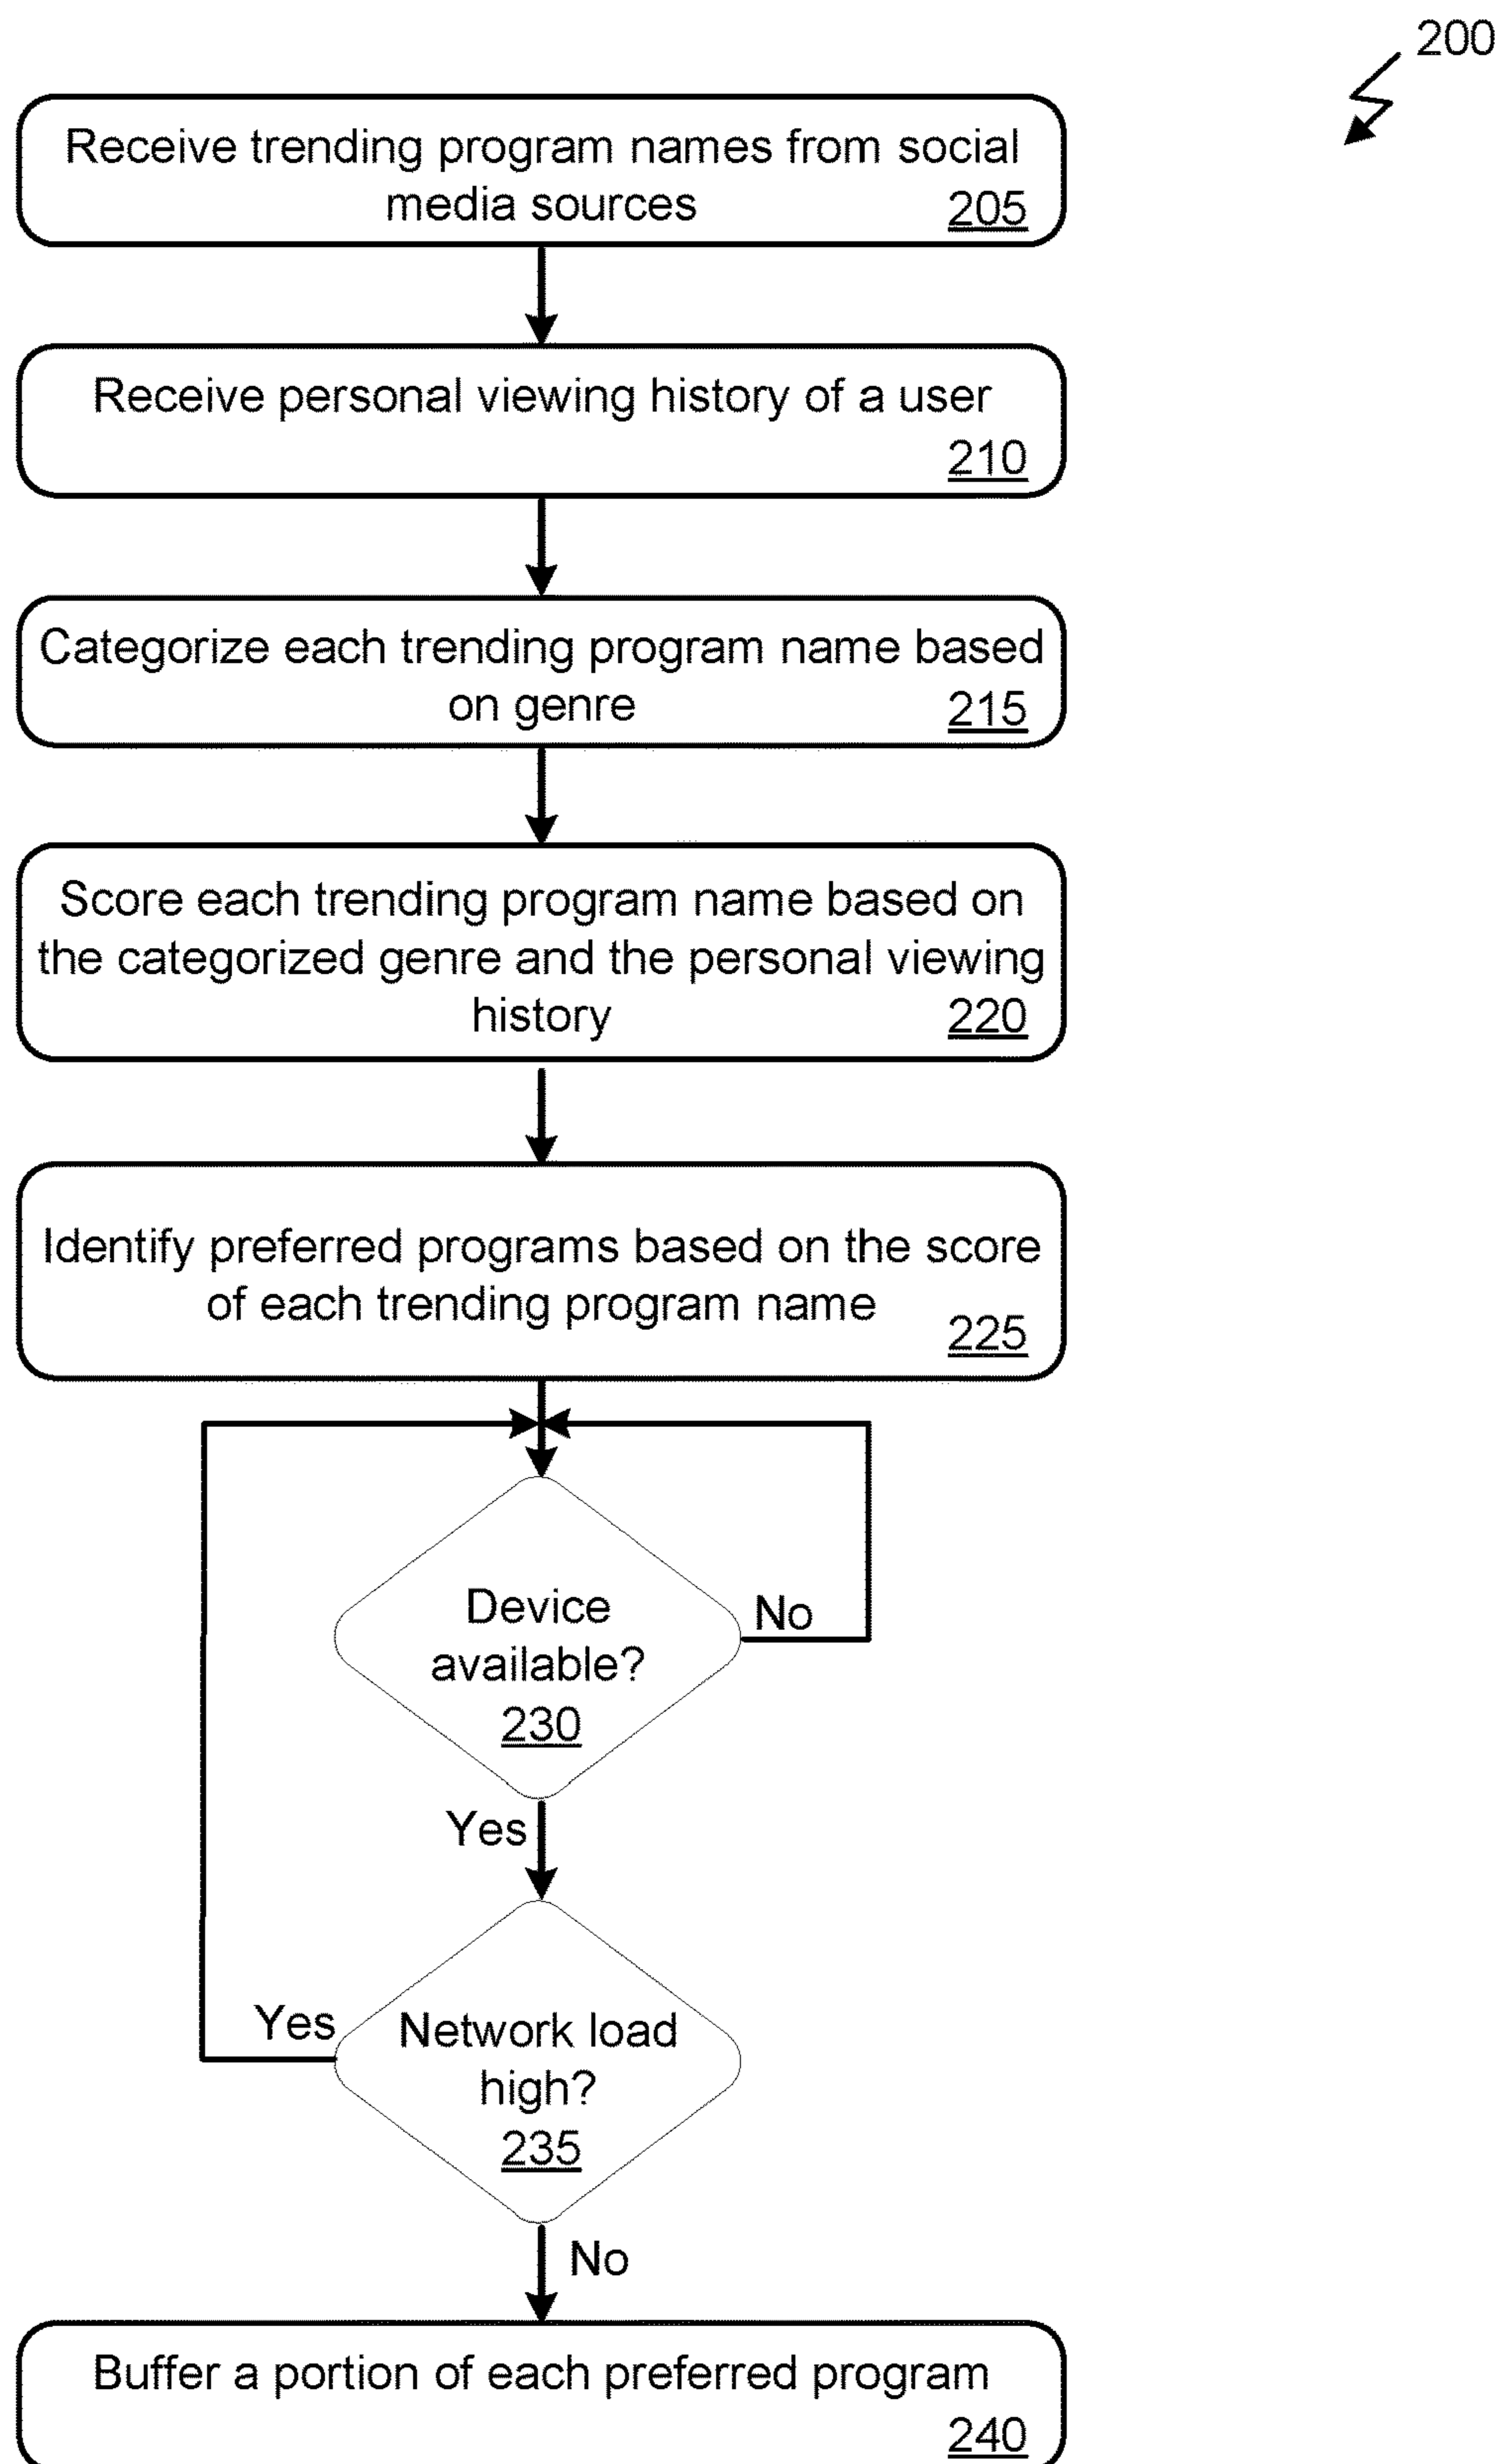 200
Receive trending program names from social
media sources
205
Receive personal viewing history of a user
210
Categorize each trending program name based
on genre
215
Score each trending program name based on
the categorized genre and the personal viewing
history
220
Identify preferred programs based on the score
of each trending program name
225
Device
available?
230
No
Yes
Network load
high?
235
Yes
No
Buffer a portion of each preferred program
240